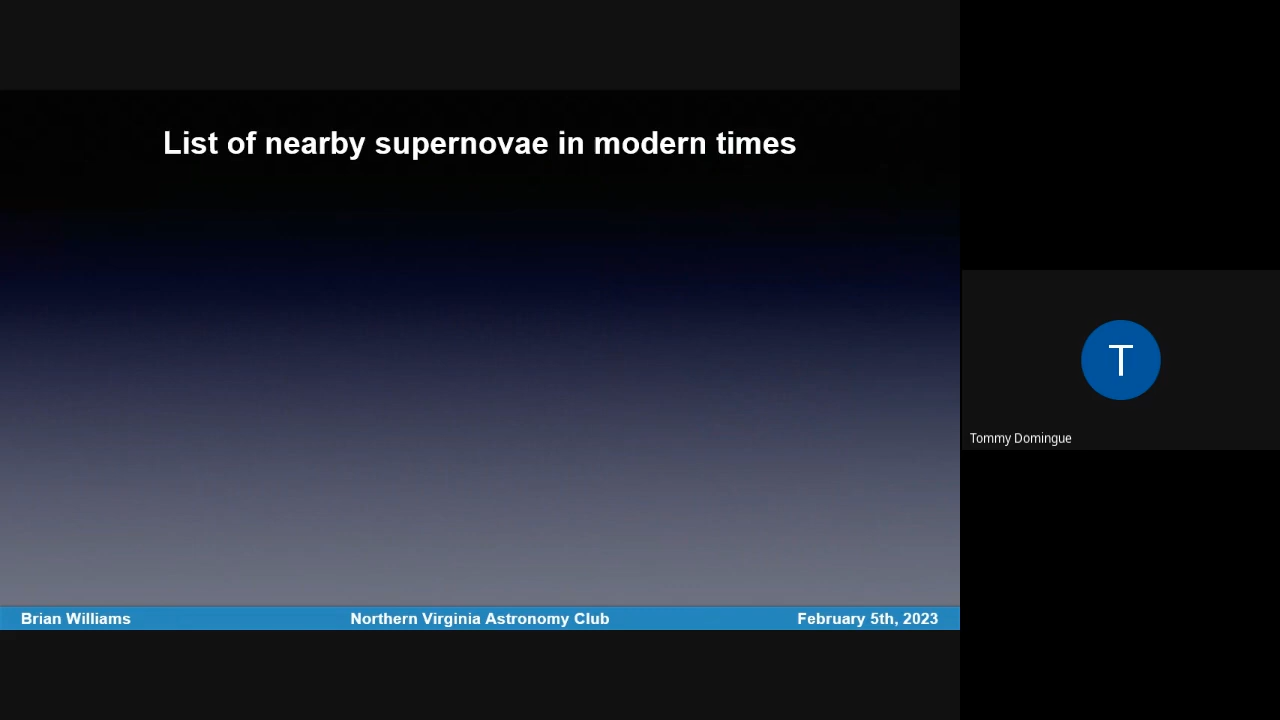 List of nearby supernovae in modern times
T
Tommy Domingue
Brian Williams
Northern Virginia Astronomy Club
February 5th, 2023